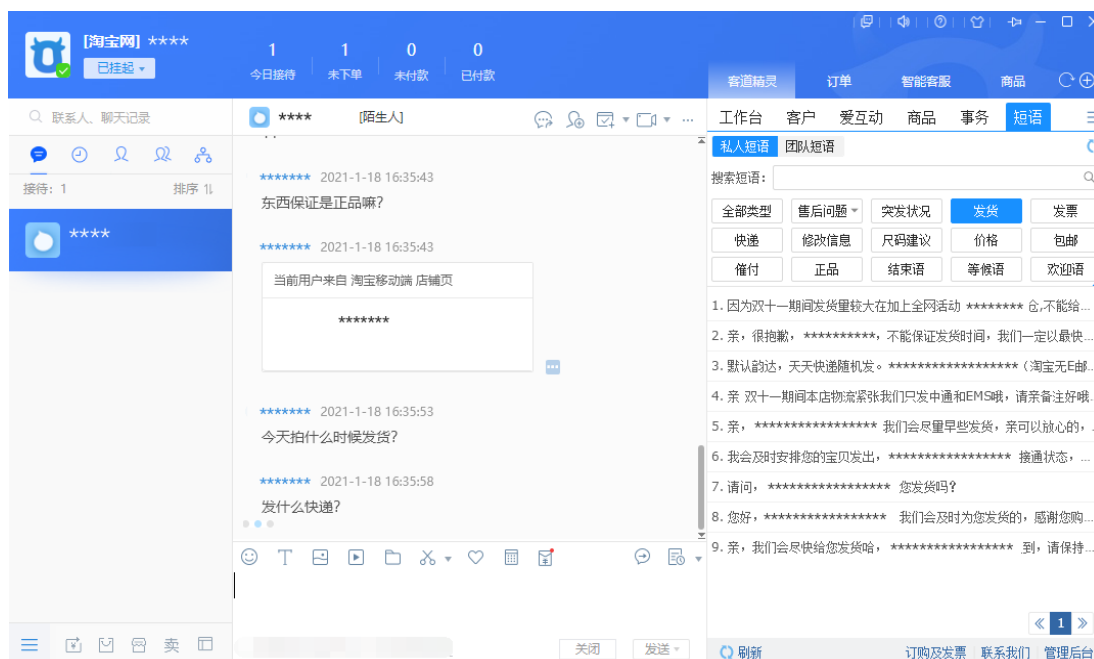 [淘宝网] ****
已挂起
1 1 0 0
今日接待 未下单 未付款 已付款
客道精灵 订单 智能客服 商品
联系人、聊天记录
接待: 1 排序
****
**** [陌生人]
******* 2021-1-18 16:35:43
东西保证是正品嘛?
******* 2021-1-18 16:35:43
当前用户来自 淘宝移动端 店铺页
*******
******* 2021-1-18 16:35:53
今天拍什么时候发货?
******* 2021-1-18 16:35:58
发什么快递?
关闭 发送
卖
工作台 客户 爱互动 商品 事务 短语
私人短语 团队短语
搜索短语:
全部类型 售后问题 突发状况 发货 发票
快递 修改信息 尺码建议 价格 包邮
催付 正品 结束语 等候语 欢迎语
1. 因为双十一期间发货量较大在加上全网活动 ******** 仓,不能给...
2. 亲，很抱歉，**********，不能保证发货时间，我们一定以最快...
3. 默认韵达，天天快递随机发。******************（淘宝无E邮..
4. 亲 双十一期间本店物流紧张我们只发中通和EMS哦，请亲备注好哦.
5. 亲，***************** 我们会尽量早些发货，亲可以放心的，.
6. 我会及时安排您的宝贝发出，***************** 接通状态，...
7. 请问，***************** 您发货吗?
8. 您好，***************** 我们会及时为您发货的，感谢您购...
9. 亲，我们会尽快给您发货哈，***************** 到，请保持...
« 1 »
刷新 订购及发票 联系我们 管理后台